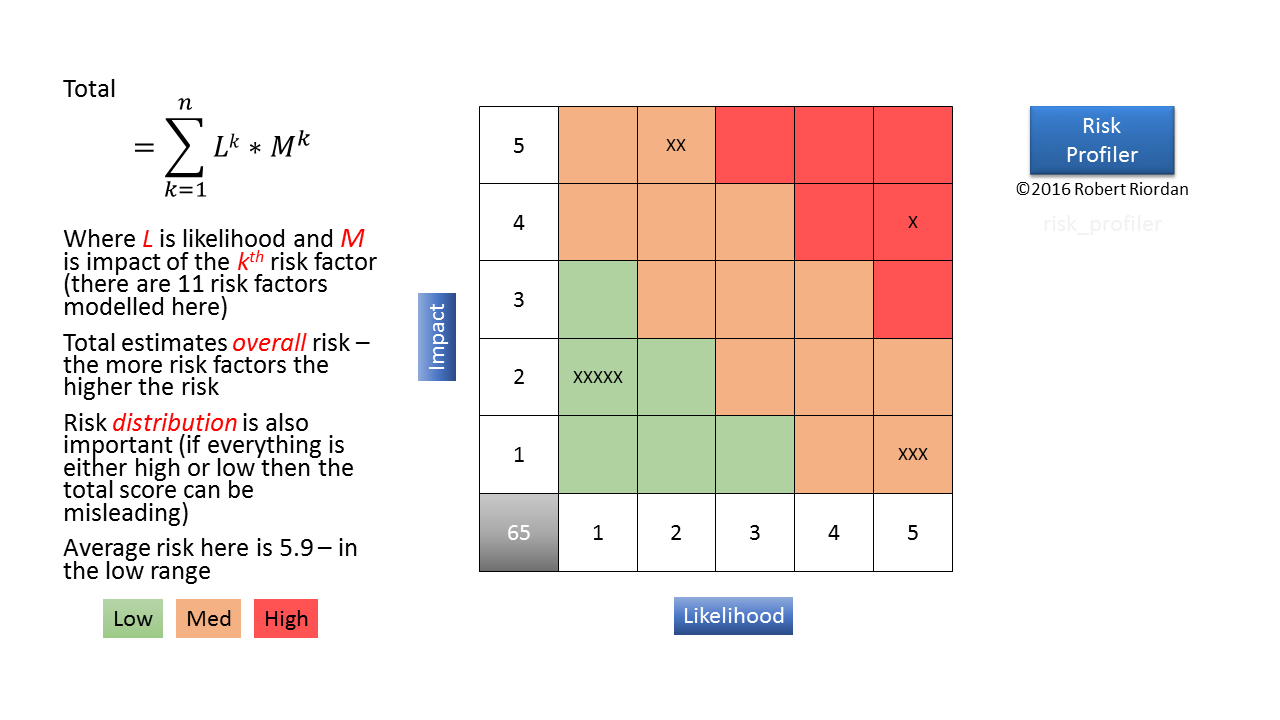 Total
n
= ∑ Lᵏ ∗ Mᵏ
k=1
Where L is likelihood and M
is impact of the kᵗʰ risk factor
(there are 11 risk factors
modelled here)
Total estimates overall risk –
the more risk factors the
higher the risk
Risk distribution is also
important (if everything is
either high or low then the
total score can be
misleading)
Average risk here is 5.9 – in
the low range
Low Med High
Impact
5 XX
4 X
3
2 XXXXX
1 XXX
65 1 2 3 4 5
Likelihood
Risk
Profiler
©2016 Robert Riordan
risk_profiler